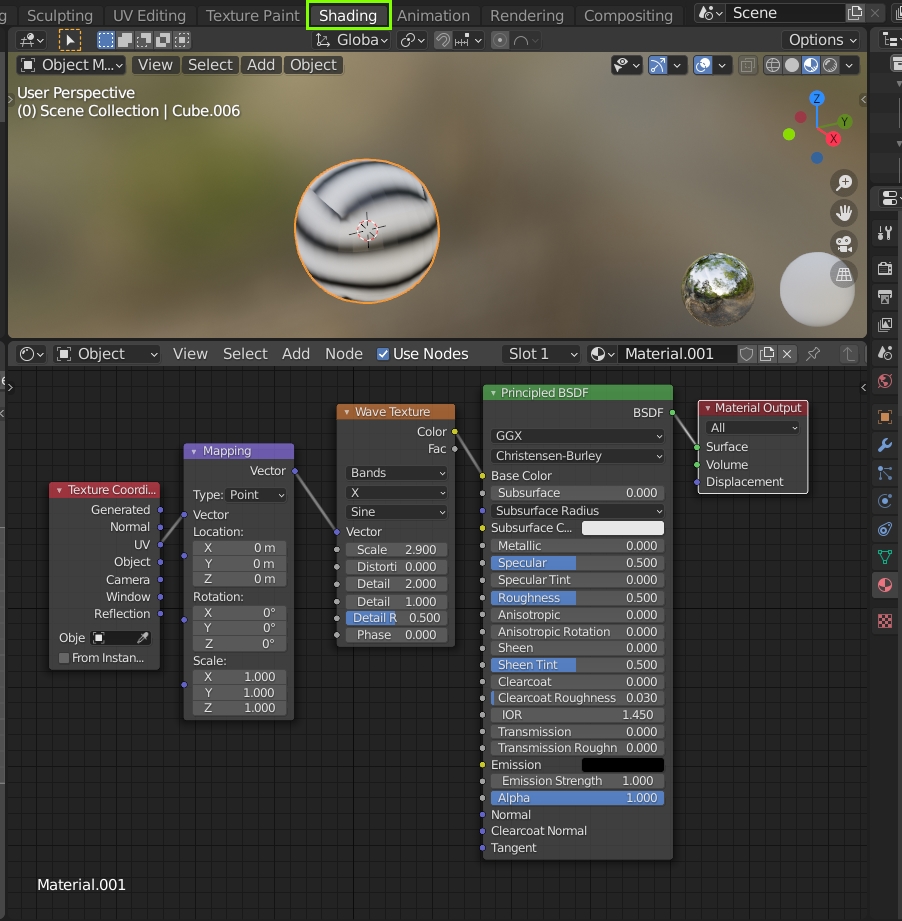 Sculpting UV Editing Texture Paint Shading Animation Rendering Compositing Scene
Globa Options
Object M... View Select Add Object
User Perspective
(0) Scene Collection | Cube.006
Z
Y
X
Object View Select Add Node Use Nodes Slot 1 Material.001
Texture Coordi...
Generated
Normal
UV
Object
Camera
Window
Reflection
Obje
From Instan...
Mapping
Vector
Type: Point
Vector
Location:
X 0 m
Y 0 m
Z 0 m
Rotation:
X 0°
Y 0°
Z 0°
Scale:
X 1.000
Y 1.000
Z 1.000
Wave Texture
Color
Fac
Bands
X
Sine
Vector
Scale 2.900
Distorti 0.000
Detail 2.000
Detail 1.000
Detail R 0.500
Phase 0.000
Principled BSDF
BSDF
GGX
Christensen-Burley
Base Color
Subsurface 0.000
Subsurface Radius
Subsurface C...
Metallic 0.000
Specular 0.500
Specular Tint 0.000
Roughness 0.500
Anisotropic 0.000
Anisotropic Rotation 0.000
Sheen 0.000
Sheen Tint 0.500
Clearcoat 0.000
Clearcoat Roughness 0.030
IOR 1.450
Transmission 0.000
Transmission Roughn 0.000
Emission
Emission Strength 1.000
Alpha 1.000
Normal
Clearcoat Normal
Tangent
Material Output
All
Surface
Volume
Displacement
Material.001